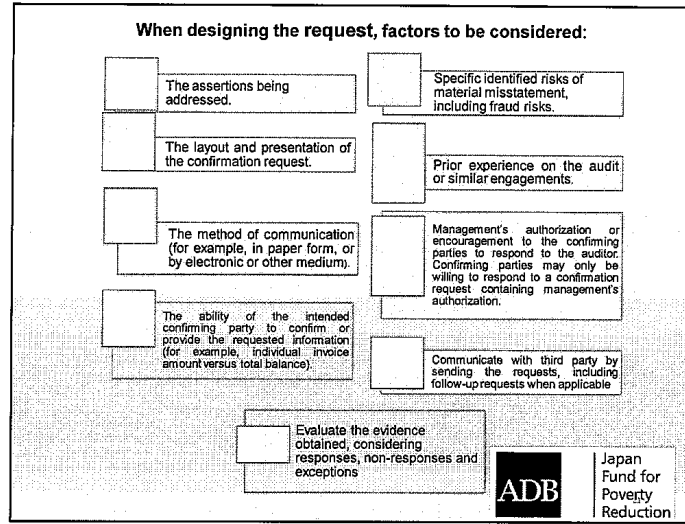 When designing the request, factors to be considered:
The assertions being
addressed.
Specific identified risks of
material misstatement,
including fraud risks.
The layout and presentation of
the confirmation request.
Prior experience on the audit
or similar engagements.
The method of communication
(for example, in paper form, or
by electronic or other medium).
Management's authorization or
encouragement to the confirming
parties to respond to the auditor.
Confirming parties may only be
willing to respond to a confirmation
request containing management's
authorization.
The ability of the intended
confirming party to confirm or
provide the requested information
(for example, individual invoice
amount versus total balance).
Communicate with third party by
sending the requests, including
follow-up requests when applicable
Evaluate the evidence
obtained, considering
responses, non-responses and
exceptions
ADB
Japan
Fund for
Poverty
Reduction